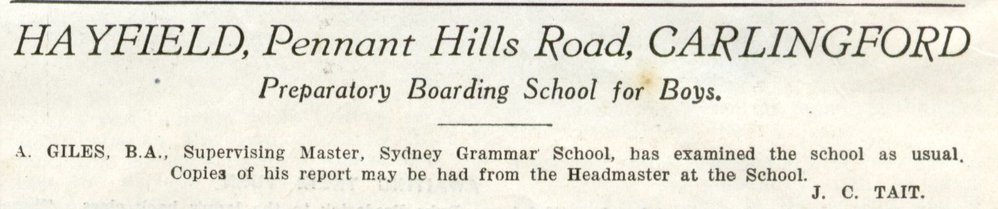 HAYFIELD, Pennant Hills Road, CARLINGFORD
Preparatory Boarding School for Boys.
A. GILES, B.A., Supervising Master, Sydney Grammar School, has examined the school as usual.
Copies of his report may be had from the Headmaster at the School.
J. C. TAIT.